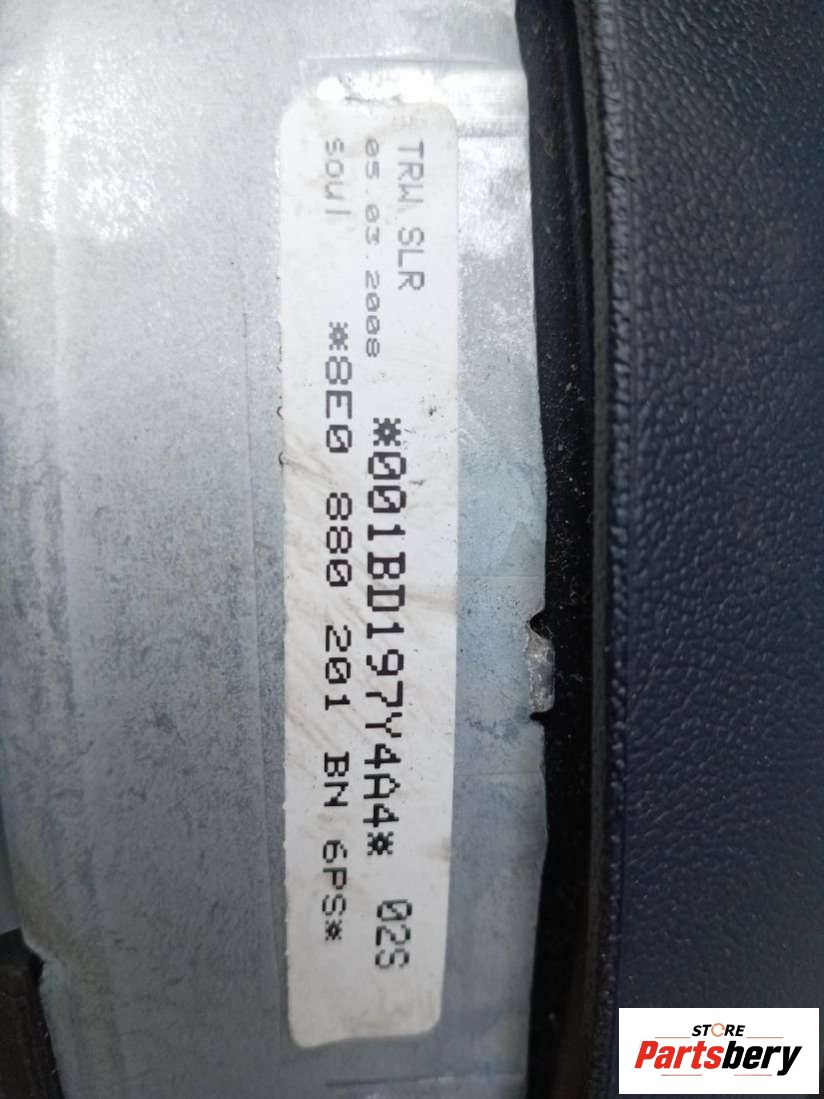 TRW SLR
05.03.2008 *001BD197Y4A4* 02S
soul *8E0 880 201 BN 6PS*
STORE
Partsbery